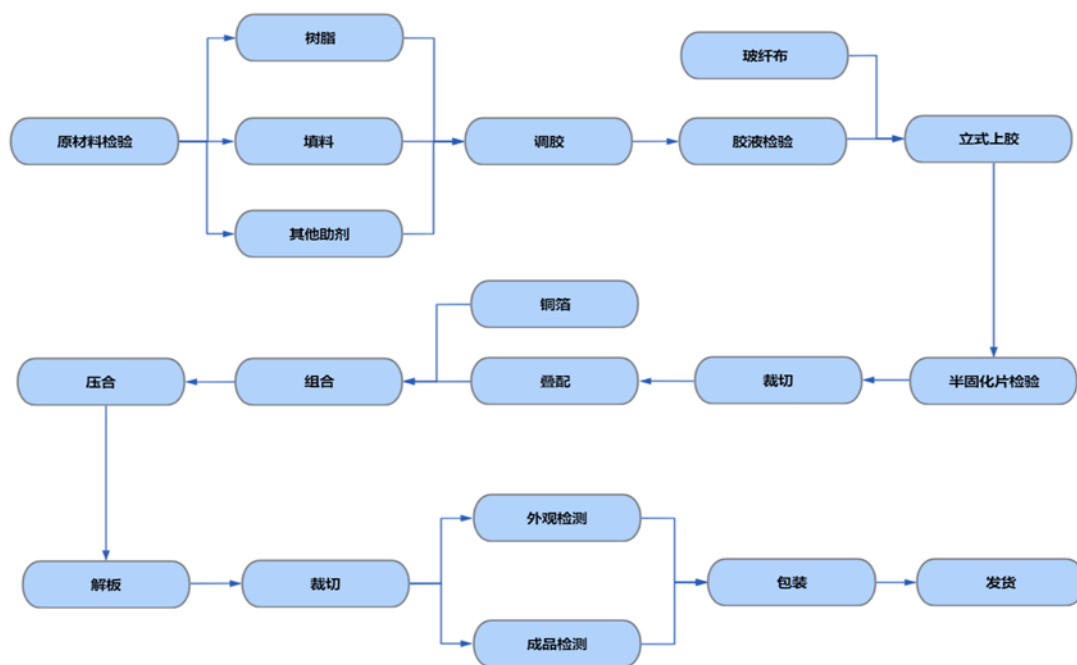 树脂
玻纤布
原材料检验
填料
调胶
胶液检验
立式上胶
其他助剂
铜箔
压合
组合
叠配
裁切
半固化片检验
外观检测
解板
裁切
包装
发货
成品检测